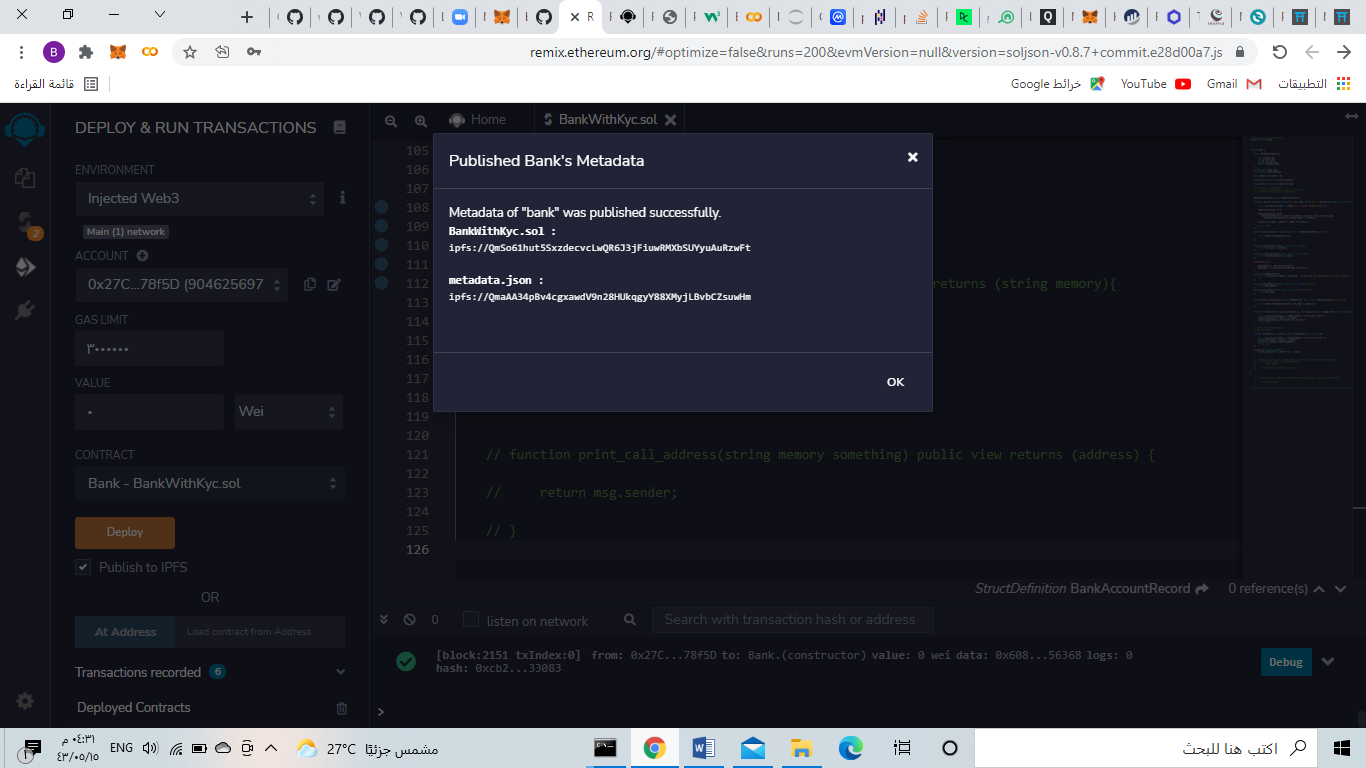 remix.ethereum.org/#optimize=false&runs=200&evmVersion=null&version=soljson-v0.8.7+commit.e28d00a7.js
B
قائمة القراءة
خرائط Google
YouTube
Gmail
التطبيقات
DEPLOY & RUN TRANSACTIONS
ENVIRONMENT
Injected Web3
Main (1) network
ACCOUNT
0x27C...78f5D (904625697
GAS LIMIT
٣٠٠٠٠٠٠
VALUE
٠
Wei
CONTRACT
Bank - BankWithKyc.sol
Deploy
Publish to IPFS
OR
At Address
Load contract from Address
Transactions recorded 6
Deployed Contracts
2
Home
BankWithKyc.sol
105
106
107
108
109
110
111
112 returns (string memory){
113
114
115
116
117
118
119
120
121 // function print_call_address(string memory something) public view returns (address) {
122
123 // return msg.sender;
124
125 // }
126
Published Bank's Metadata
Metadata of "bank" was published successfully.
BankWithKyc.sol :
ipfs://QmSo61hut5SxzdecvcLwQR6J3jFiuwRMXbSUYyuAuRzwFt
metadata.json :
ipfs://QmaAA34pBv4cgxawdV9n28HUkqgyY88XMyjLBvbCZsuwHm
OK
StructDefinition BankAccountRecord
0 reference(s)
0
listen on network
Search with transaction hash or address
[block:2151 txIndex:0] from: 0x27C...78f5D to: Bank.(constructor) value: 0 wei data: 0x608...56368 logs: 0
hash: 0xcb2...33083
Debug
>
٠٤:٣١ م
٤٣/٠٥/١٥
1
ENG
27°C مشمس جزئيًا
اكتب هنا للبحث